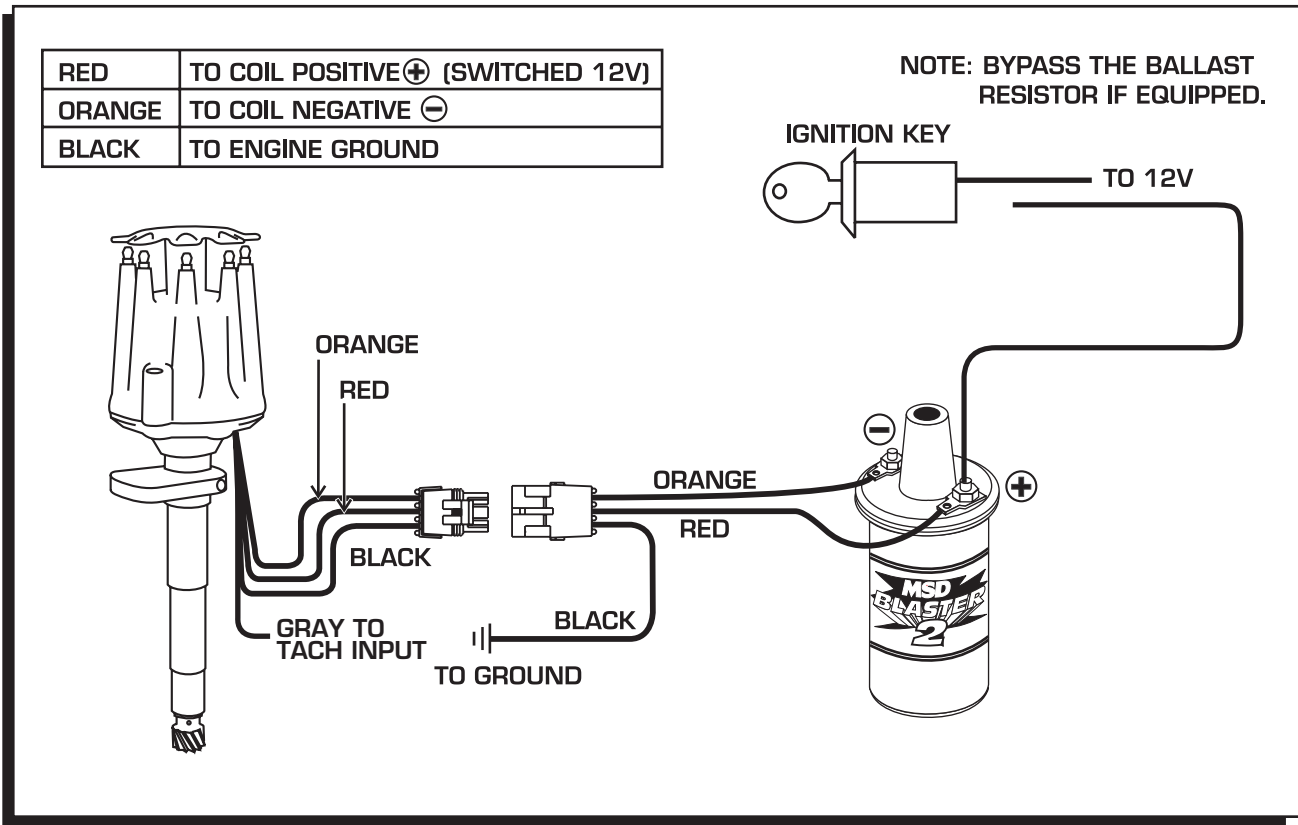 RED TO COIL POSITIVE⊕ (SWITCHED 12V)
ORANGE TO COIL NEGATIVE ⊖
BLACK TO ENGINE GROUND
NOTE: BYPASS THE BALLAST
RESISTOR IF EQUIPPED.
IGNITION KEY
TO 12V
ORANGE
RED
BLACK
GRAY TO
TACH INPUT
ORANGE
RED
BLACK
TO GROUND
⊖
⊕
MSD
BLASTER
2